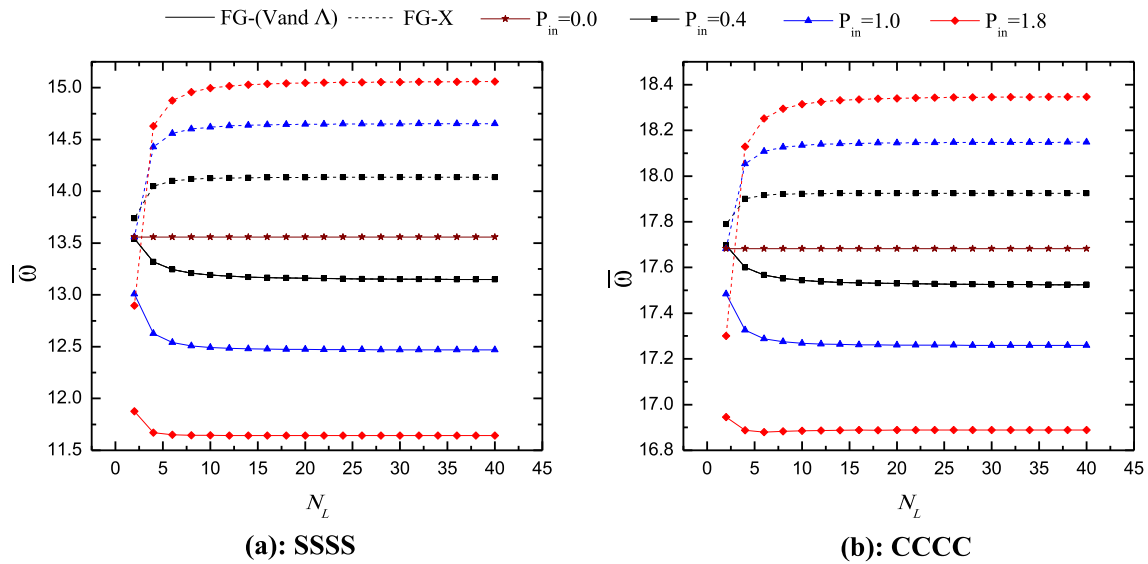 FG-(Vand Λ) FG-X P_in=0.0 P_in=0.4 P_in=1.0 P_in=1.8
15.0
14.5
14.0
13.5
13.0
12.5
12.0
11.5
ω̅
0 5 10 15 20 25 30 35 40 45
N_L
(a): SSSS
18.4
18.2
18.0
17.8
17.6
17.4
17.2
17.0
16.8
ω̅
0 5 10 15 20 25 30 35 40 45
N_L
(b): CCCC